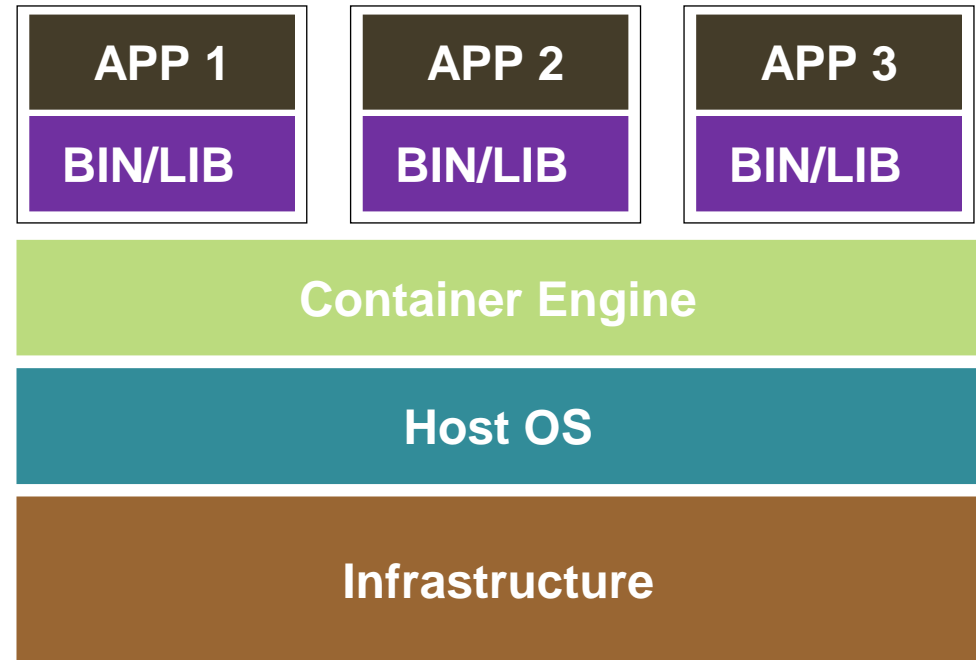 APP 1
APP 2
APP 3
BIN/LIB
BIN/LIB
BIN/LIB
Container Engine
Host OS
Infrastructure